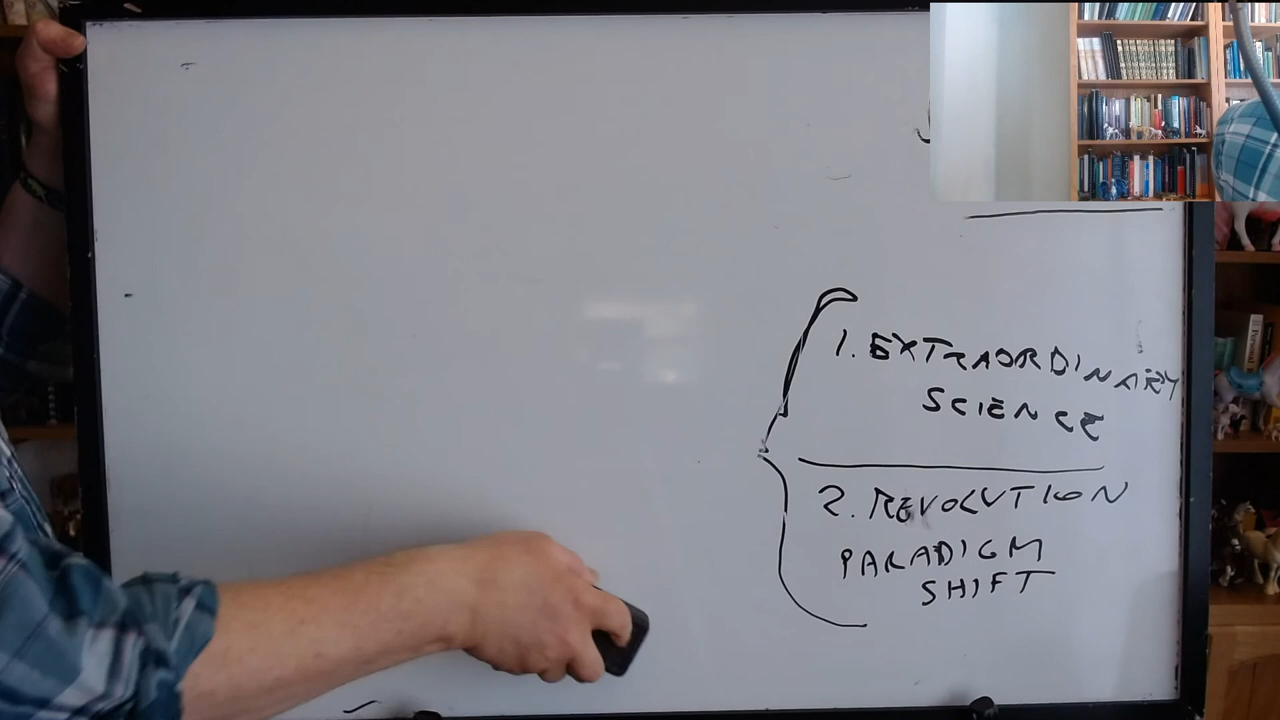 1. EXTRAORDINARY
SCIENCE
2. REVOLUTION
PARADIGM
SHIFT